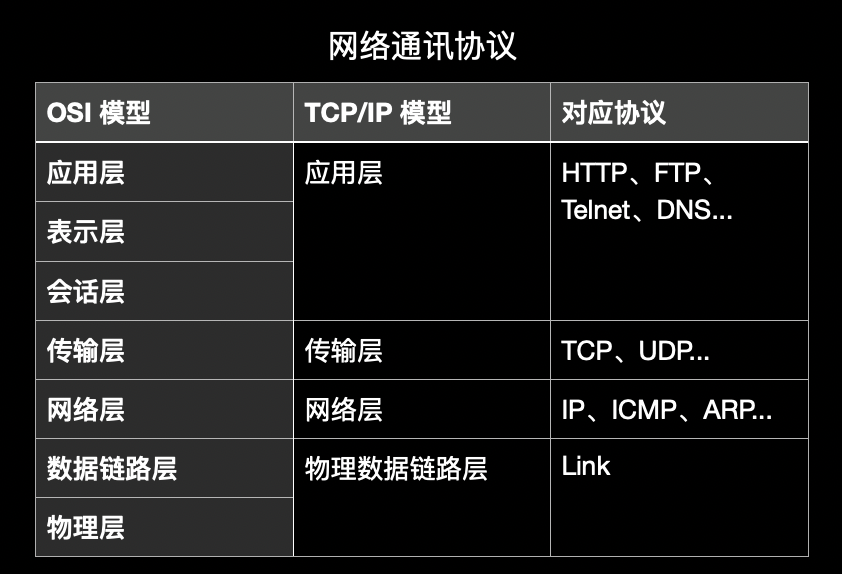 网络通讯协议
OSI 模型 TCP/IP 模型 对应协议
应用层 应用层 HTTP、FTP、
Telnet、DNS...
表示层
会话层
传输层 传输层 TCP、UDP...
网络层 网络层 IP、ICMP、ARP...
数据链路层 物理数据链路层 Link
物理层